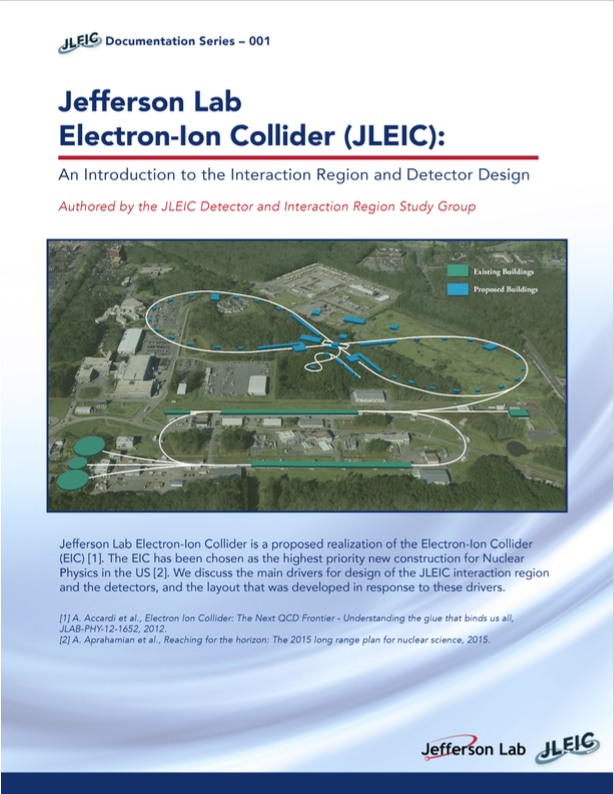 JLEIC Documentation Series – 001
Jefferson Lab
Electron-Ion Collider (JLEIC):
An Introduction to the Interaction Region and Detector Design
Authored by the JLEIC Detector and Interaction Region Study Group
Existing Buildings
Proposed Buildings
Jefferson Lab Electron-Ion Collider is a proposed realization of the Electron-Ion Collider
(EIC) [1]. The EIC has been chosen as the highest priority new construction for Nuclear
Physics in the US [2]. We discuss the main drivers for design of the JLEIC interaction region
and the detectors, and the layout that was developed in response to these drivers.
[1] A. Accardi et al., Electron Ion Collider: The Next QCD Frontier - Understanding the glue that binds us all,
JLAB-PHY-12-1652, 2012.
[2] A. Aprahamian et al., Reaching for the horizon: The 2015 long range plan for nuclear science, 2015.
Jefferson Lab JLEIC